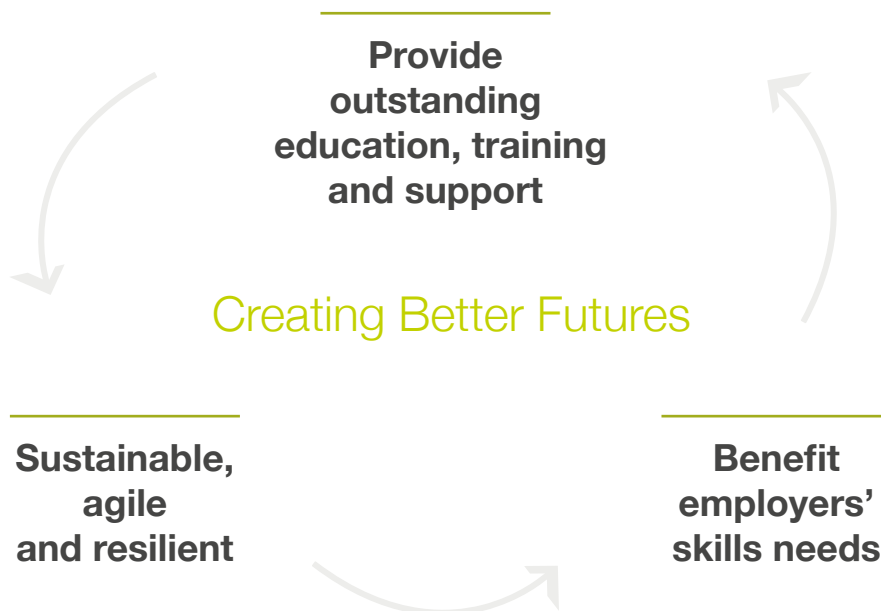 Provide
outstanding
education, training
and support
Creating Better Futures
Sustainable,
agile
and resilient
Benefit
employers’
skills needs